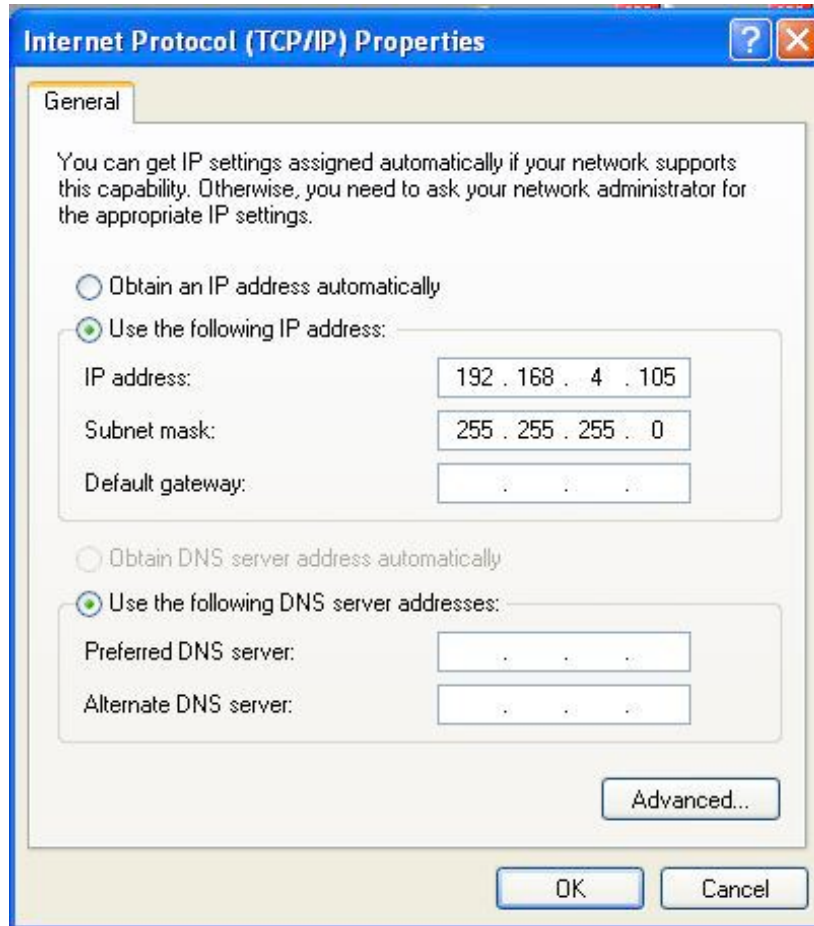 Internet Protocol (TCP/IP) Properties
General
You can get IP settings assigned automatically if your network supports
this capability. Otherwise, you need to ask your network administrator for
the appropriate IP settings.
Obtain an IP address automatically
Use the following IP address:
IP address: 192 . 168 . 4 . 105
Subnet mask: 255 . 255 . 255 . 0
Default gateway: . . .
Obtain DNS server address automatically
Use the following DNS server addresses:
Preferred DNS server: . . .
Alternate DNS server: . . .
Advanced...
OK Cancel